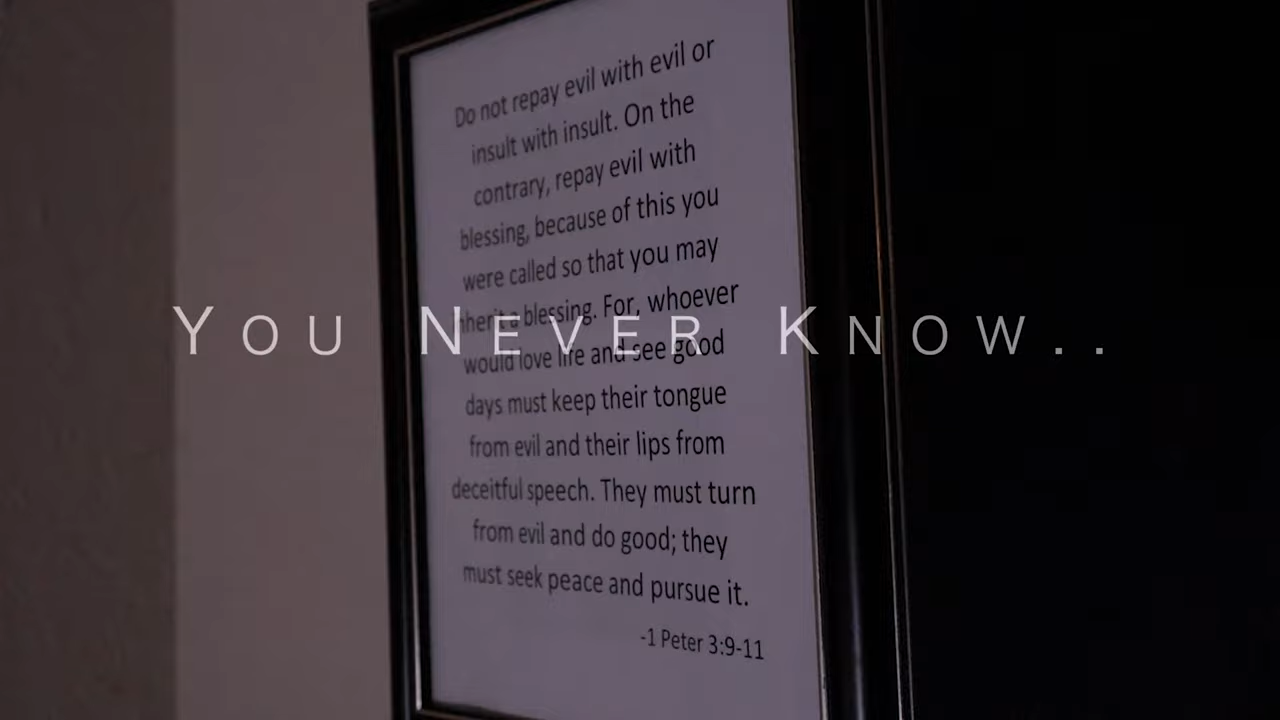 Do not repay evil with evil or
insult with insult. On the
contrary, repay evil with
blessing, because of this you
were called so that you may
inherit a blessing. For, whoever
would love life and see good
days must keep their tongue
from evil and their lips from
deceitful speech. They must turn
from evil and do good; they
must seek peace and pursue it.
-1 Peter 3:9-11
YOU NEVER KNOW..